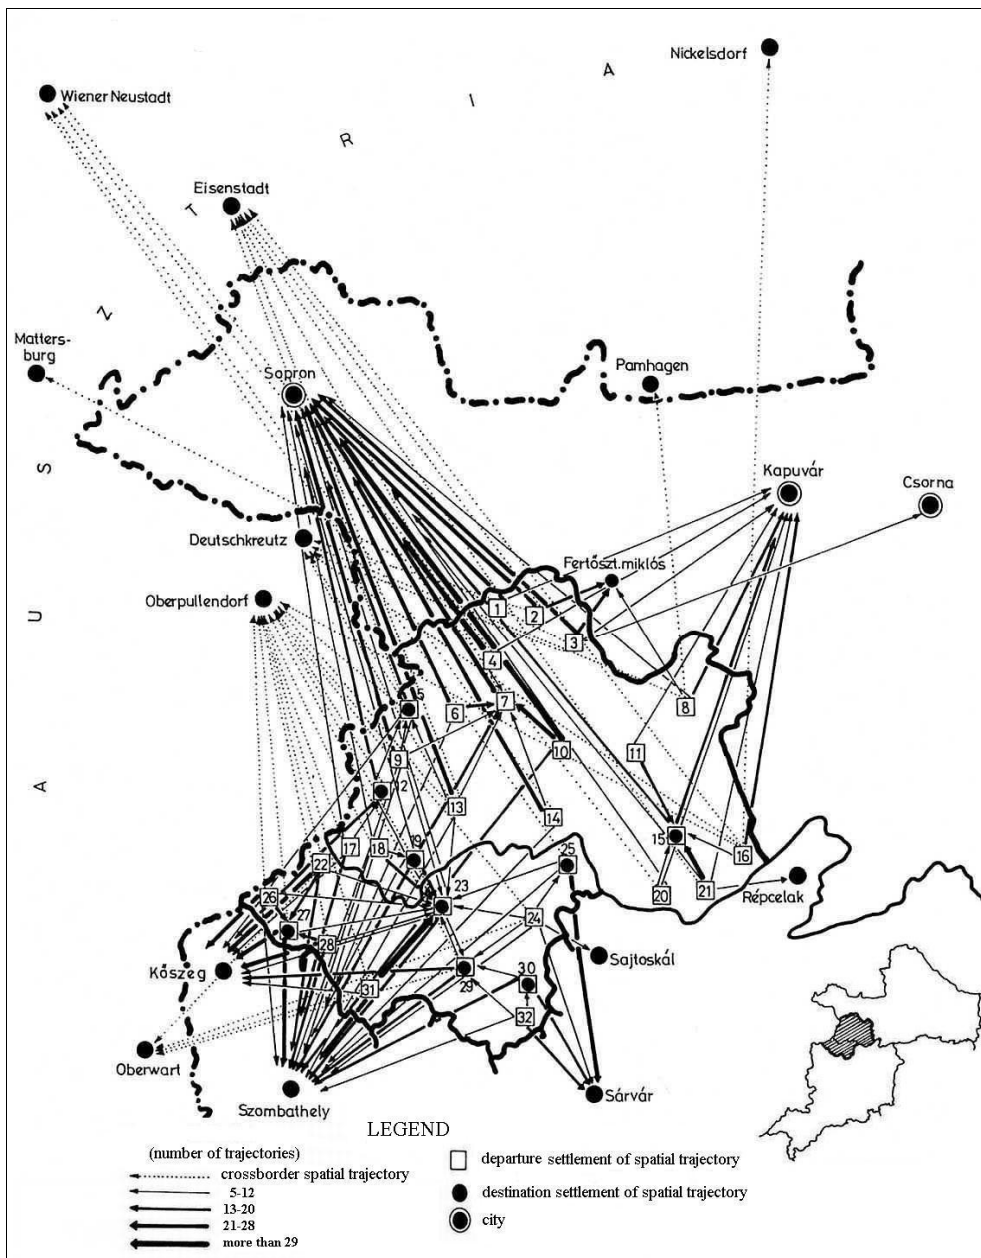 Nickelsdorf
A
I
R
T
Z
S
U
A
Wiener Neustadt
Eisenstadt
Matters-
burg
Sopron
Pamhagen
Kapuvár
Csorna
Deutschkreutz
Fertőszt.miklós
Oberpullendorf
1
2
3
4
5
6
7
8
9
10
11
12
13
14
15
16
17
18
19
20
21
22
23
24
25
26
27
28
29
30
31
32
Répcelak
Sajtoskál
Kőszeg
Oberwart
Szombathely
Sárvár
LEGEND
(number of trajectories)
crossborder spatial trajectory
5-12
13-20
21-28
more than 29
departure settlement of spatial trajectory
destination settlement of spatial trajectory
city